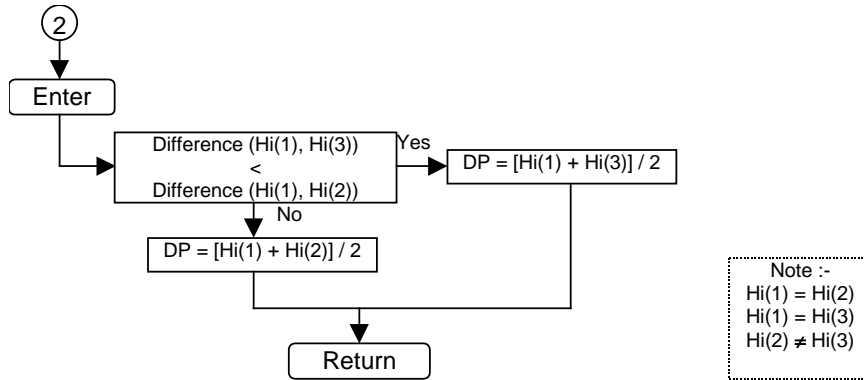 2
Enter
Difference (Hi(1), Hi(3))
<
Difference (Hi(1), Hi(2))
Yes
DP = [Hi(1) + Hi(3)] / 2
No
DP = [Hi(1) + Hi(2)] / 2
Return
Note :-
Hi(1) = Hi(2)
Hi(1) = Hi(3)
Hi(2) ≠ Hi(3)